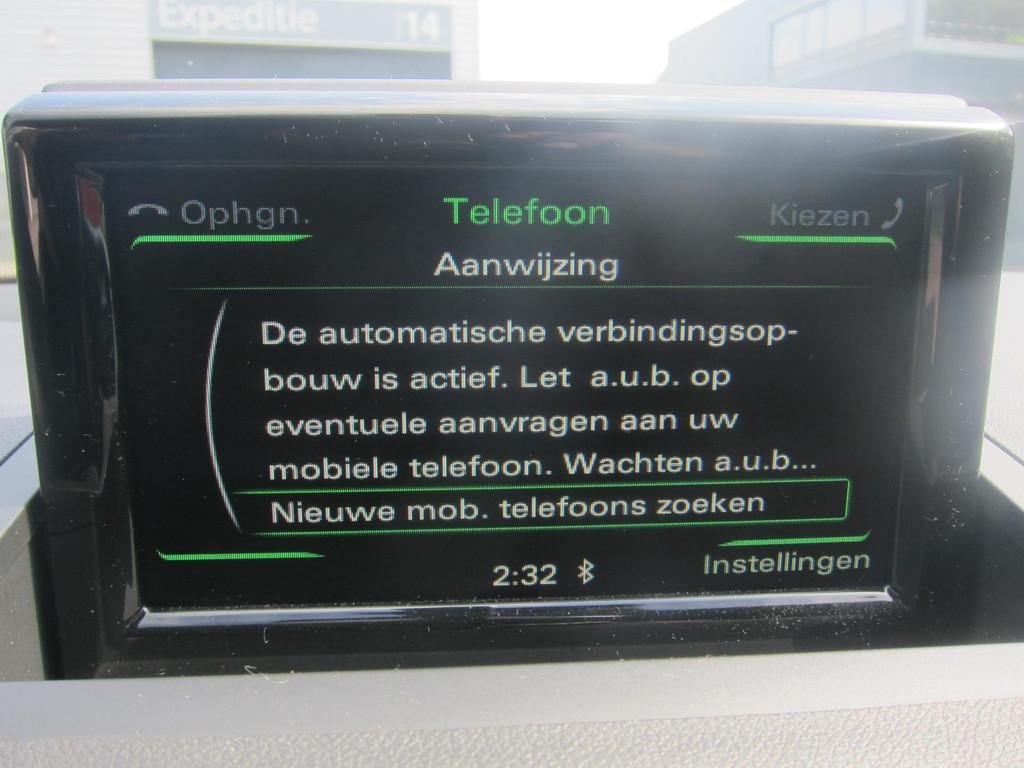 Expeditie 14
Ophgn. Telefoon Kiezen
Aanwijzing
De automatische verbindingsop-
bouw is actief. Let a.u.b. op
eventuele aanvragen aan uw
mobiele telefoon. Wachten a.u.b...
Nieuwe mob. telefoons zoeken
2:32 Instellingen